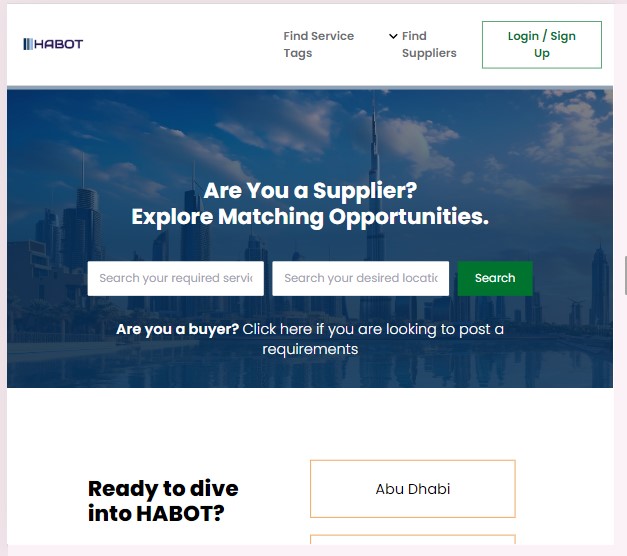 HABOT
Find Service
Tags
Find
Suppliers
Login / Sign
Up
Are You a Supplier?
Explore Matching Opportunities.
Search your required servic
Search your desired locatic
Search
Are you a buyer? Click here if you are looking to post a
requirements
Ready to dive
into HABOT?
Abu Dhabi